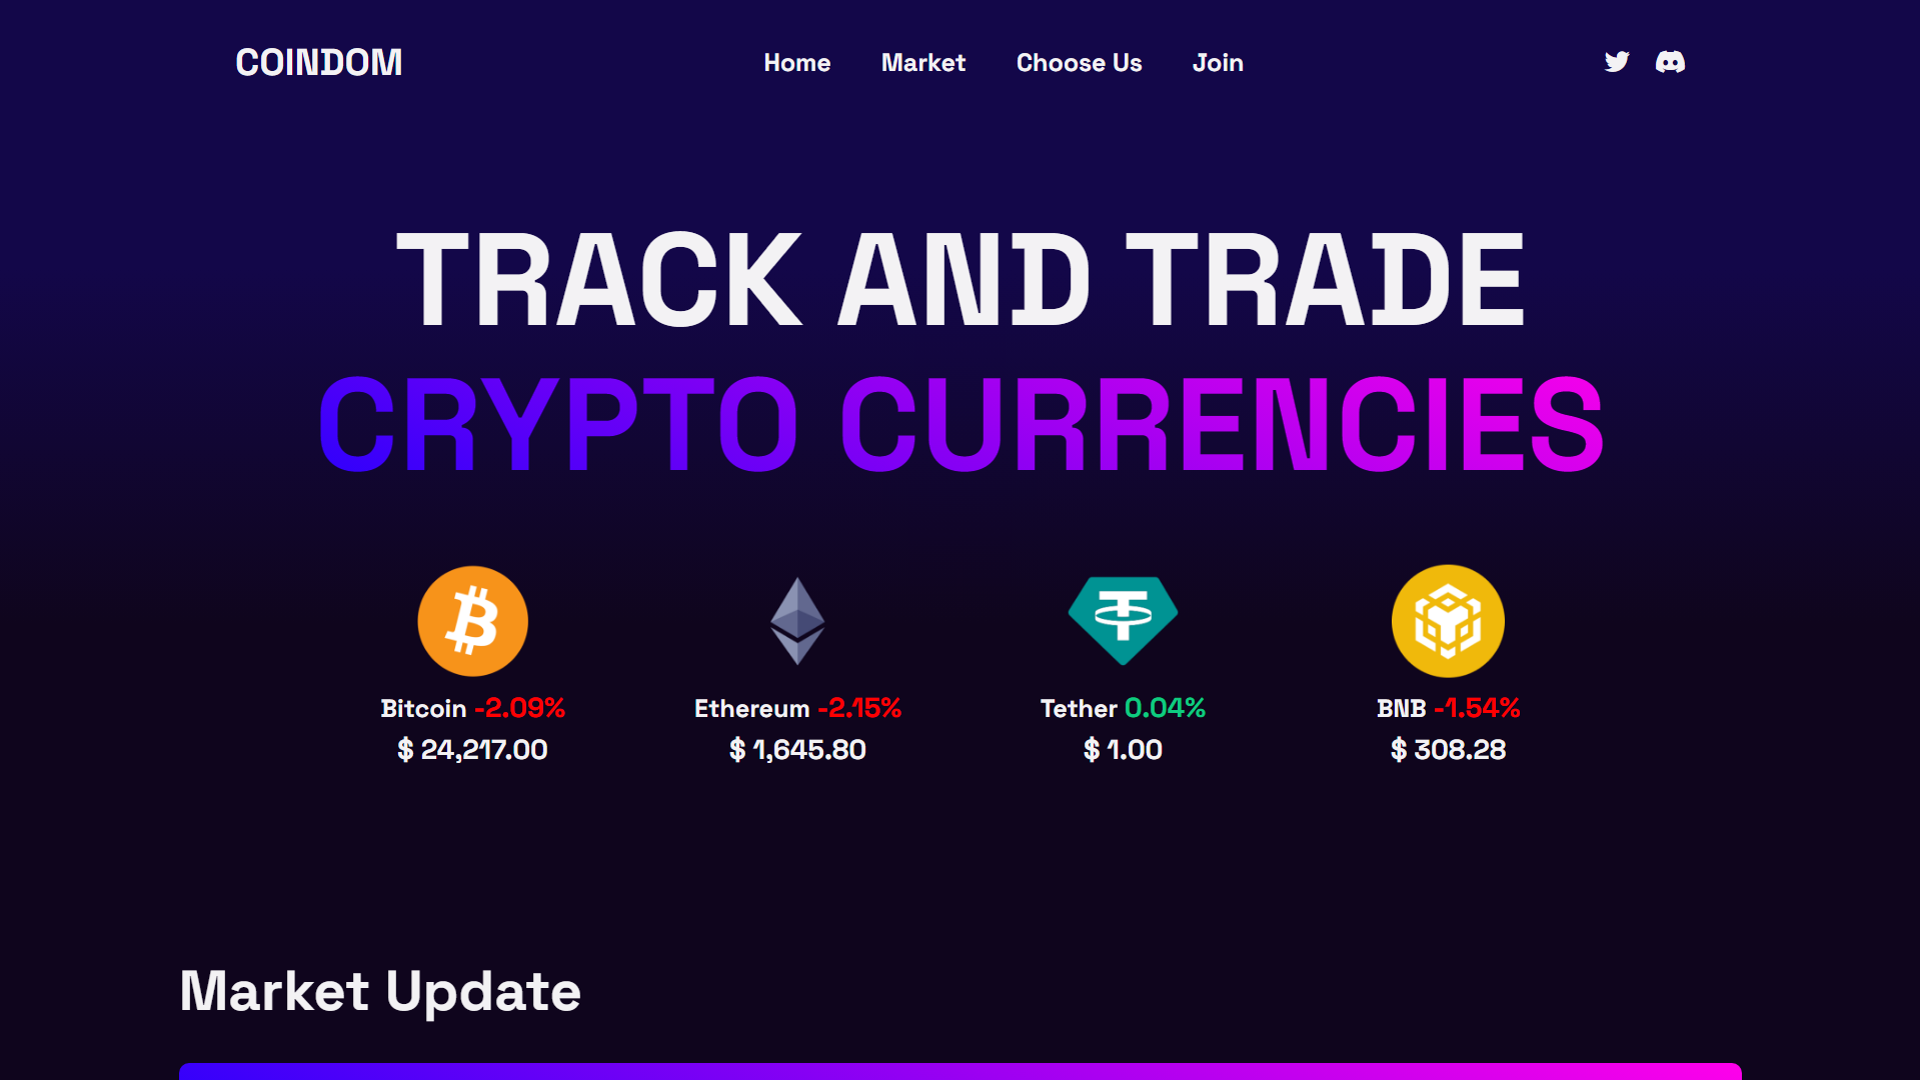 COINDOM
Home Market Choose Us Join
TRACK AND TRADE
CRYPTO CURRENCIES
Bitcoin -2.09% Ethereum -2.15% Tether 0.04% BNB -1.54%
$ 24,217.00 $ 1,645.80 $ 1.00 $ 308.28
Market Update